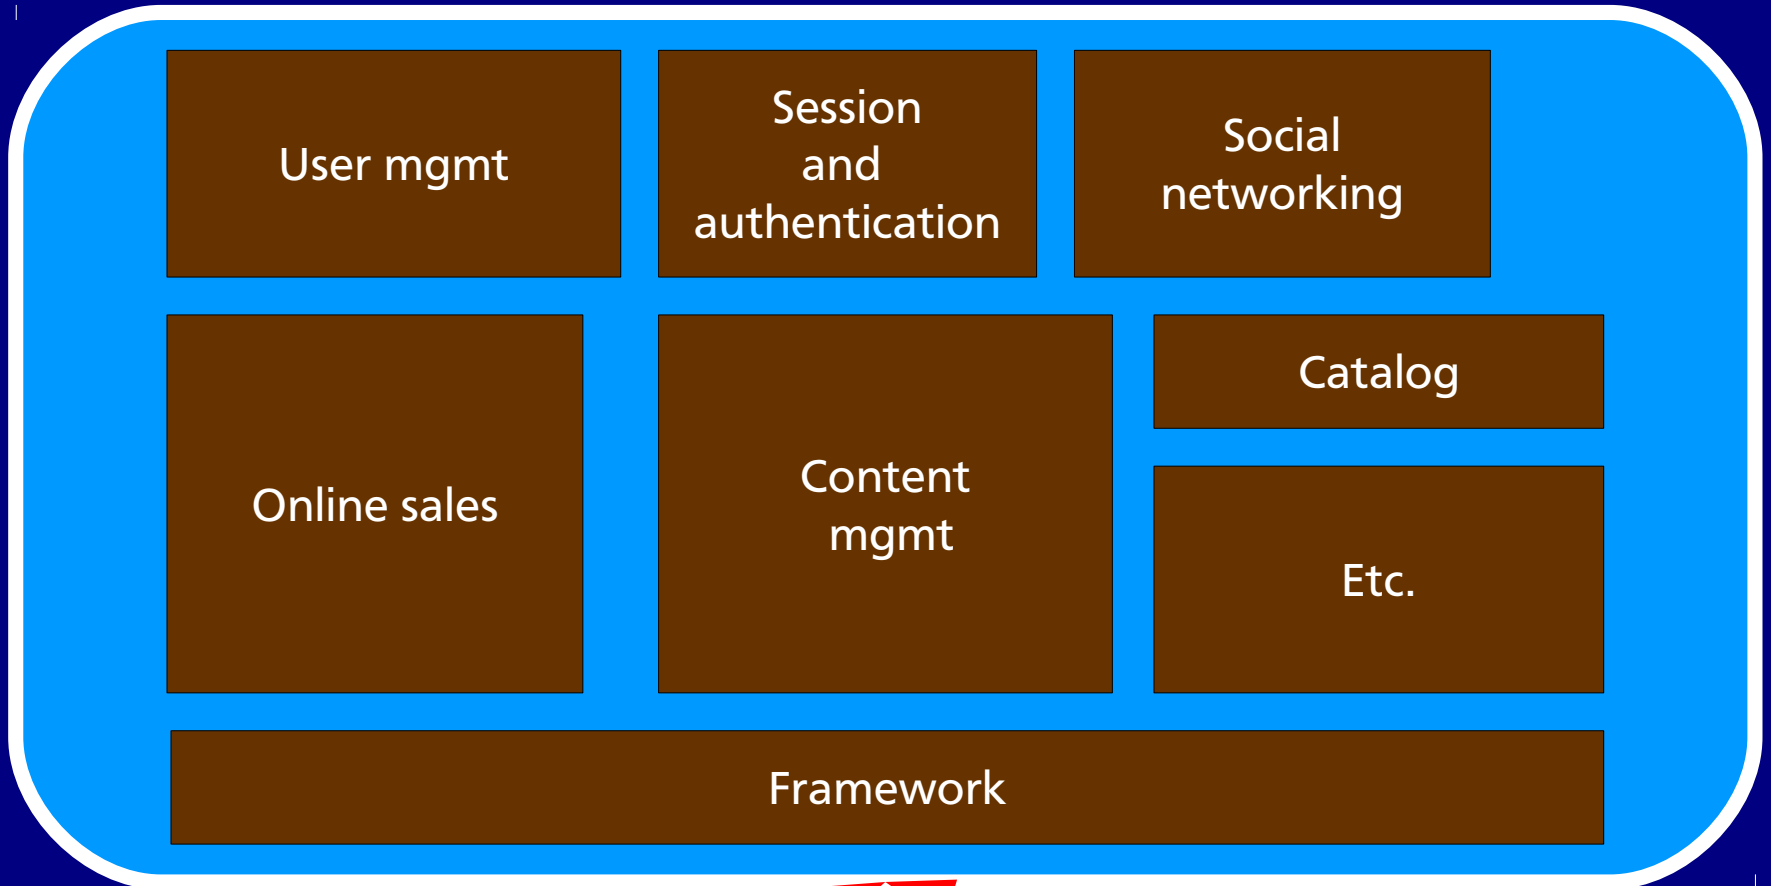 User mgmt
Session
and
authentication
Social
networking
Online sales
Content
mgmt
Catalog
Etc.
Framework